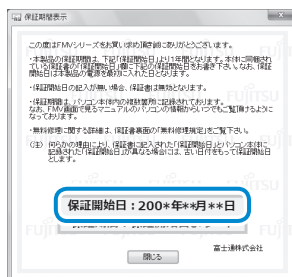 保証期間表示
この度はFMVシリーズをお買い求め頂き誠にありがとうございます。
・本製品の保証期間は、下記「保証開始日」より1年間となります。本体に同梱され
ている保証書の「保証開始日」欄に下記の保証開始日をお書き下さい。なお、保証
開始日は本製品の電源を最初に入れた日となります。
・保証開始日の記入が無い場合、保証書は無効となります。
・保証期間は、パソコン本体内の複数箇所に記録されております。
なお、FMV画面で見るマニュアルのパソコンの情報からいつでもご覧頂けるように
なっております。
・無料修理に関する詳細は、保証書裏面の「無料修理規定」をご覧下さい。
(注) 何らかの理由により、保証書に記入された「保証開始日」とパソコン本体に
記録された「保証開始日」が異なる場合には、古い日付をもって保証開始日
とします。
保証開始日：200*年**月**日
富士通株式会社
閉じる